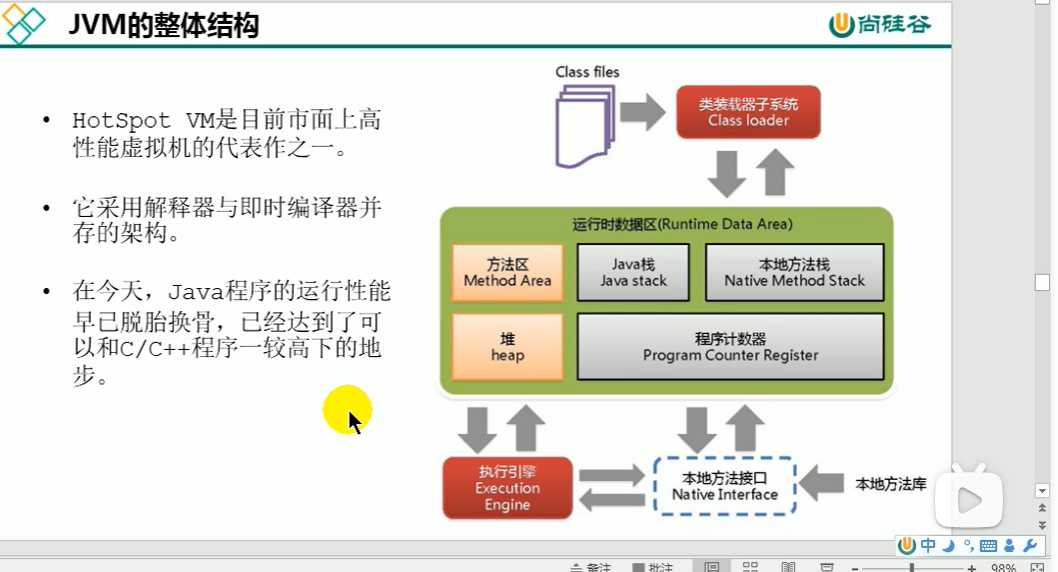 JVM的整体结构
尚硅谷
• HotSpot VM是目前市面上高
性能虚拟机的代表作之一。
• 它采用解释器与即时编译器并
存的架构。
• 在今天，Java程序的运行性能
早已脱胎换骨，已经达到了可
以和C/C++程序一较高下的地
步。
Class files
类装载器子系统
Class loader
运行时数据区(Runtime Data Area)
方法区
Method Area
Java栈
Java stack
本地方法栈
Native Method Stack
堆
heap
程序计数器
Program Counter Register
执行引擎
Execution
Engine
本地方法接口
Native Interface
本地方法库
中
备注
批注
98%